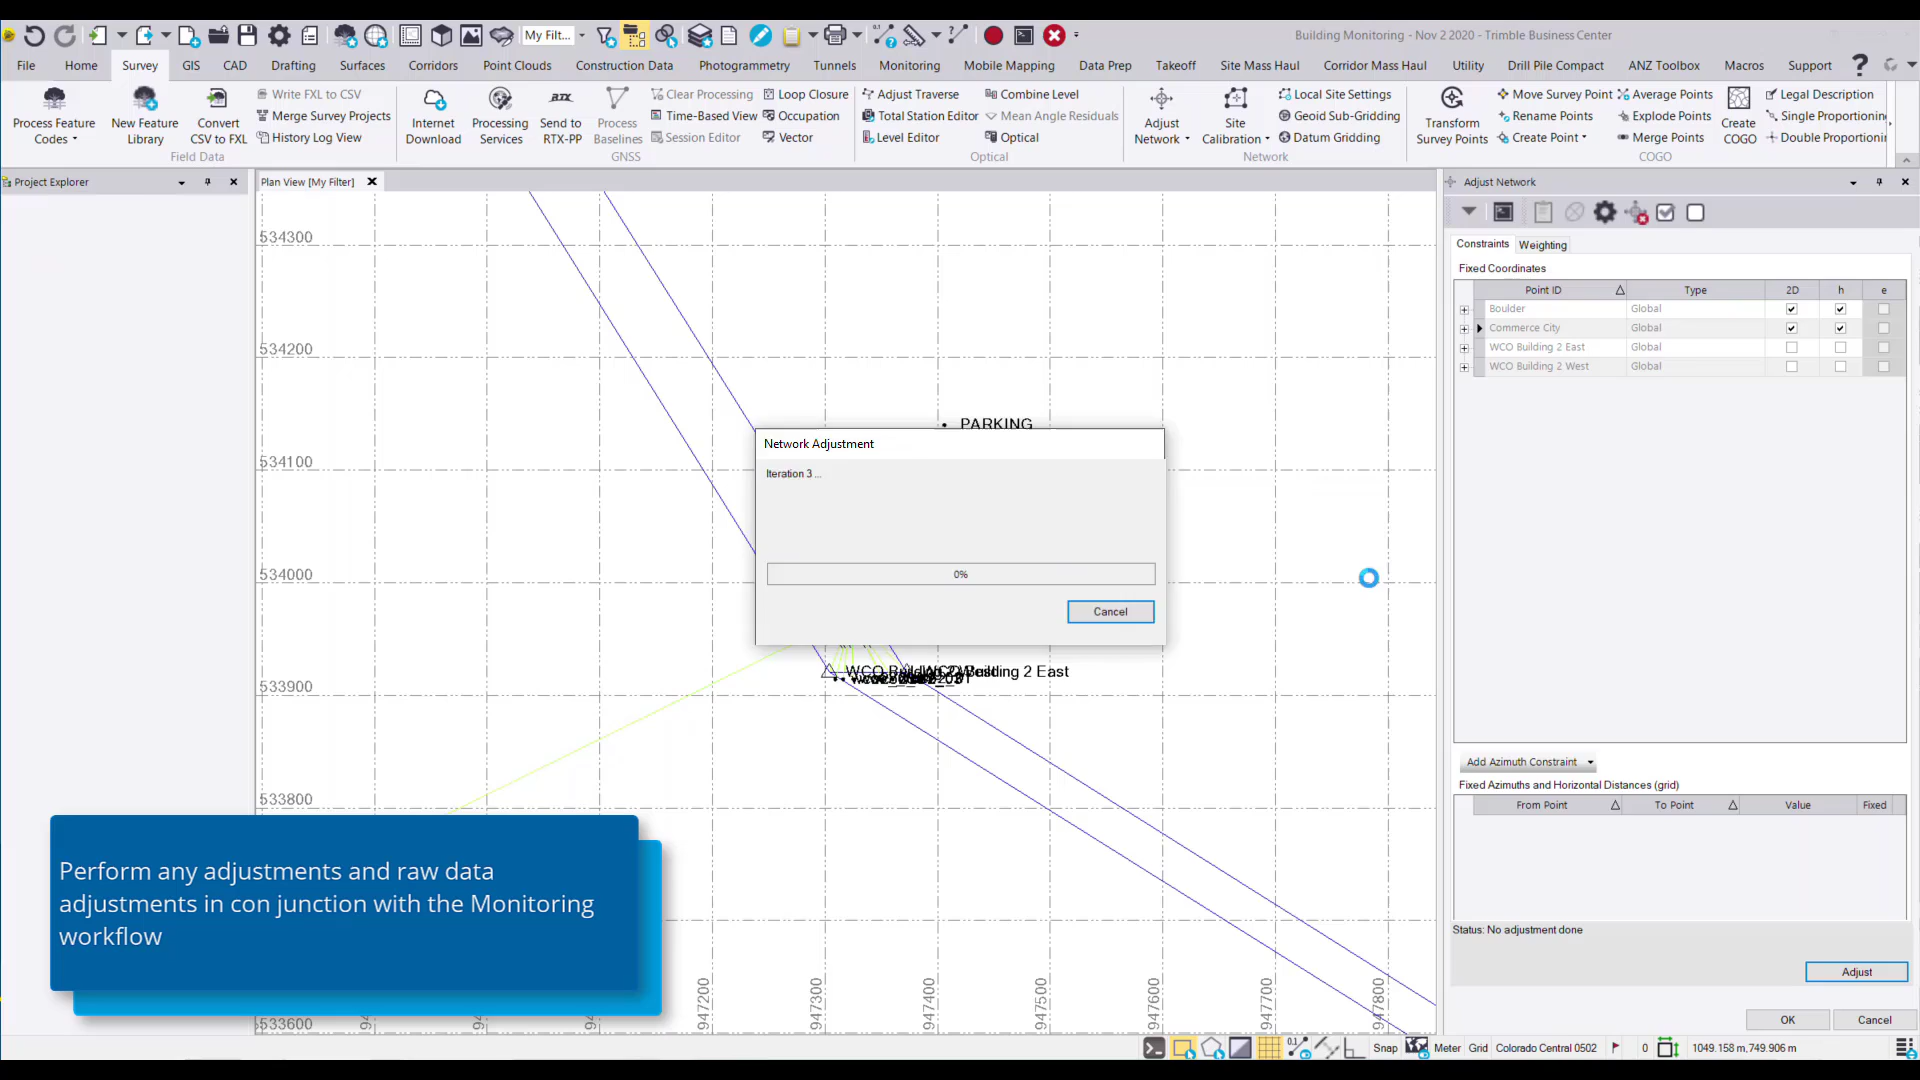 My Filt...
Building Monitoring - Nov 2 2020 - Trimble Business Center
File Home Survey GIS CAD Drafting Surfaces Corridors Point Clouds Construction Data Photogrammetry Tunnels Monitoring Mobile Mapping Data Prep Takeoff Site Mass Haul Corridor Mass Haul Utility Drill Pile Compact ANZ Toolbox Macros Support
Process Feature Codes
New Feature Library
Convert CSV to FXL
Write FXL to CSV
Merge Survey Projects
History Log View
Field Data
Internet Download
Processing Services
RTX
Send to RTX-PP
Process Baselines
Clear Processing
Time-Based View
Session Editor
Loop Closure
Occupation
Vector
GNSS
Adjust Traverse
Total Station Editor
Level Editor
Combine Level
Mean Angle Residuals
Optical
Optical
Adjust Network
Site Calibration
Local Site Settings
Geoid Sub-Gridding
Datum Gridding
Network
Transform Survey Points
Move Survey Point
Rename Points
Create Point
Average Points
Explode Points
Merge Points
Create COGO
Legal Description
Single Proportionin
Double Proportionin
COGO
Project Explorer
Plan View [My Filter]
534300
534200
534100
534000
533900
533800
533600
947200
947300
947400
947500
947600
947700
947800
PARKING
Network Adjustment
Iteration 3 ...
0%
Cancel
Building 2 East
Perform any adjustments and raw data
adjustments in con junction with the Monitoring
workflow
Adjust Network
Constraints Weighting
Fixed Coordinates
Point ID Type 2D h e
Boulder Global
Commerce City Global
WCO Building 2 East Global
WCO Building 2 West Global
Add Azimuth Constraint
Fixed Azimuths and Horizontal Distances (grid)
From Point To Point Value Fixed
Status: No adjustment done
Adjust
OK Cancel
0.1 Snap Meter Grid Colorado Central 0502 0 1049.158 m,749.906 m